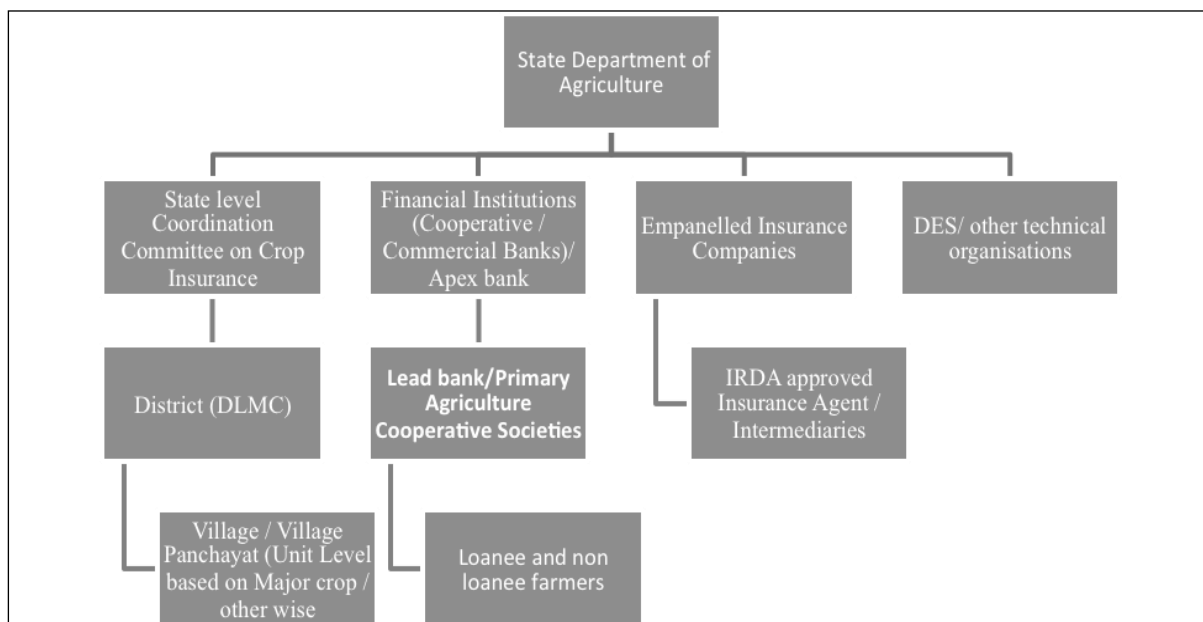 State Department of
Agriculture
State level
Coordination
Committee on Crop
Insurance
Financial Institutions
(Cooperative /
Commercial Banks)/
Apex bank
Empanelled Insurance
Companies
DES/ other technical
organisations
District (DLMC)
Lead bank/Primary
Agriculture
Cooperative Societies
IRDA approved
Insurance Agent /
Intermediaries
Village / Village
Panchayat (Unit Level
based on Major crop /
other wise
Loanee and non
loanee farmers